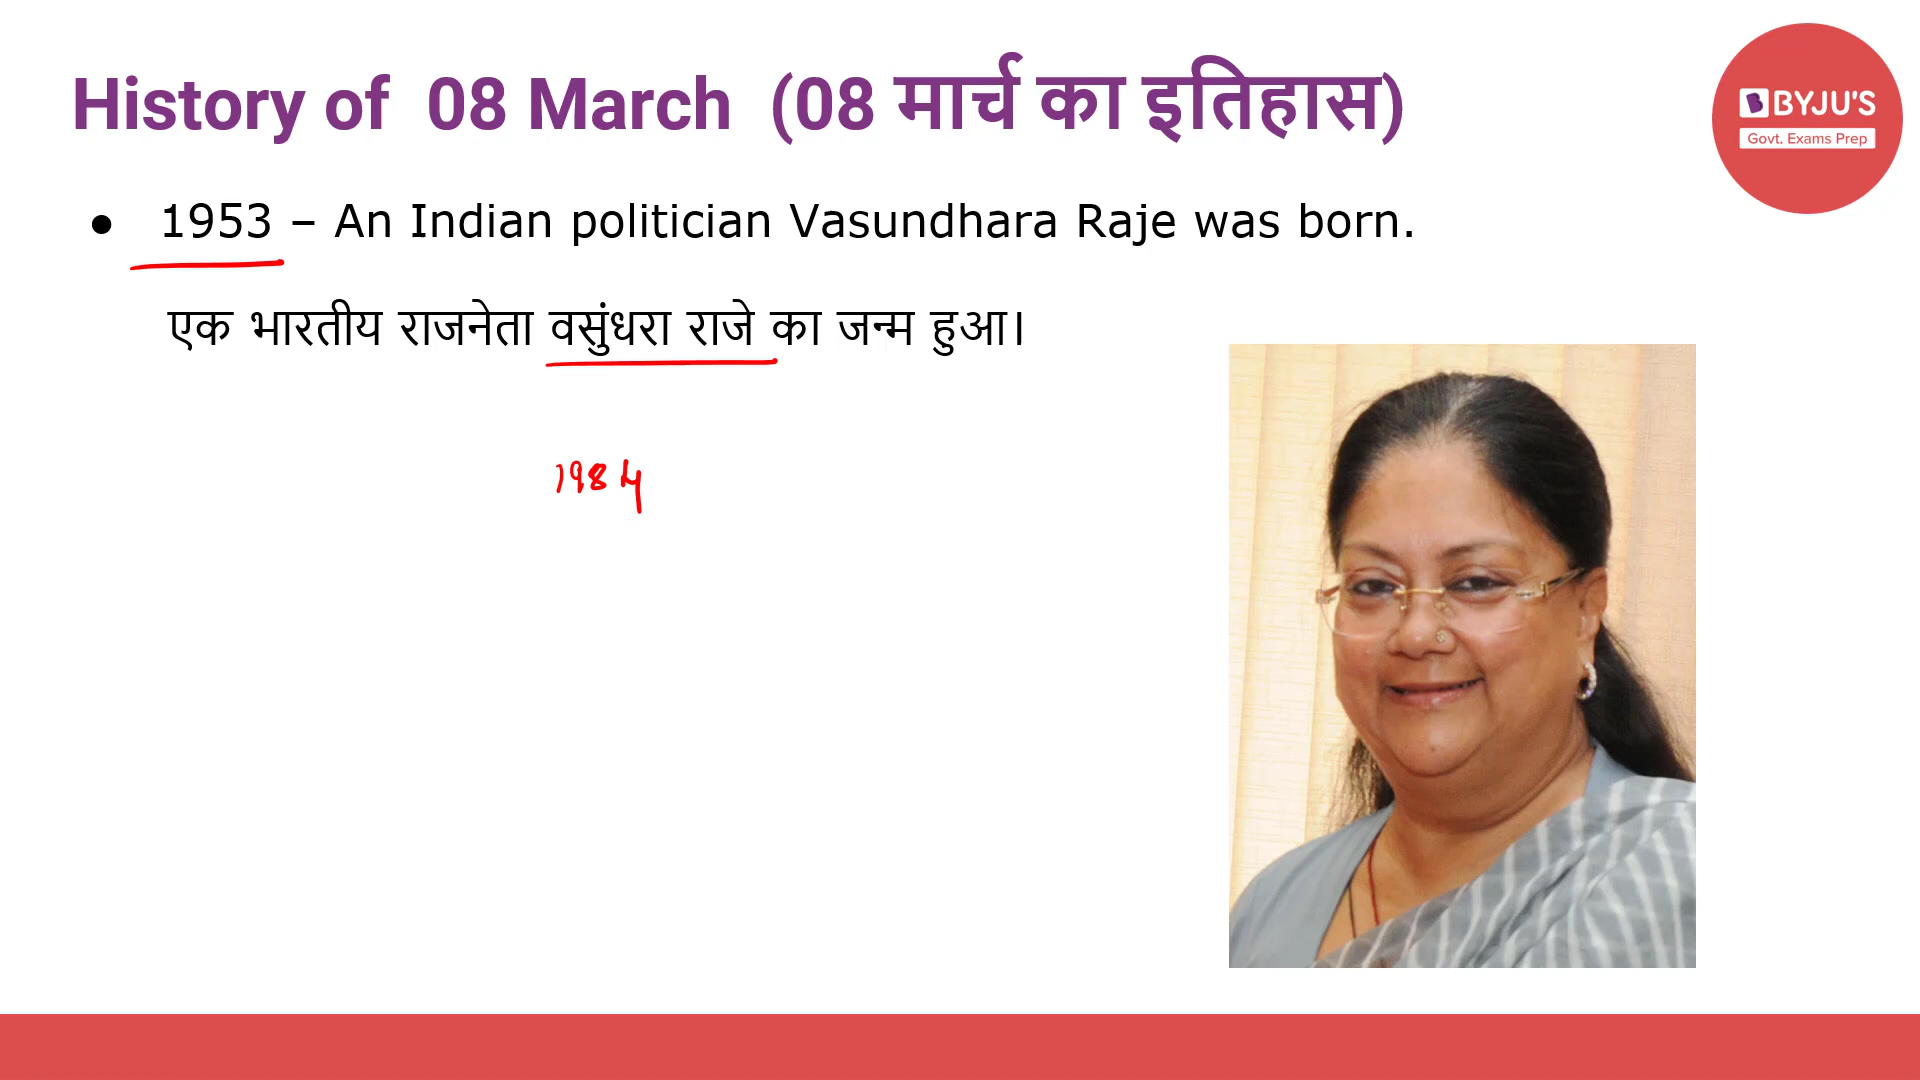 History of 08 March (08 मार्च का इतिहास)
BYJU'S
Govt. Exams Prep
● 1953 – An Indian politician Vasundhara Raje was born.
एक भारतीय राजनेता वसुंधरा राजे का जन्म हुआ।
1984